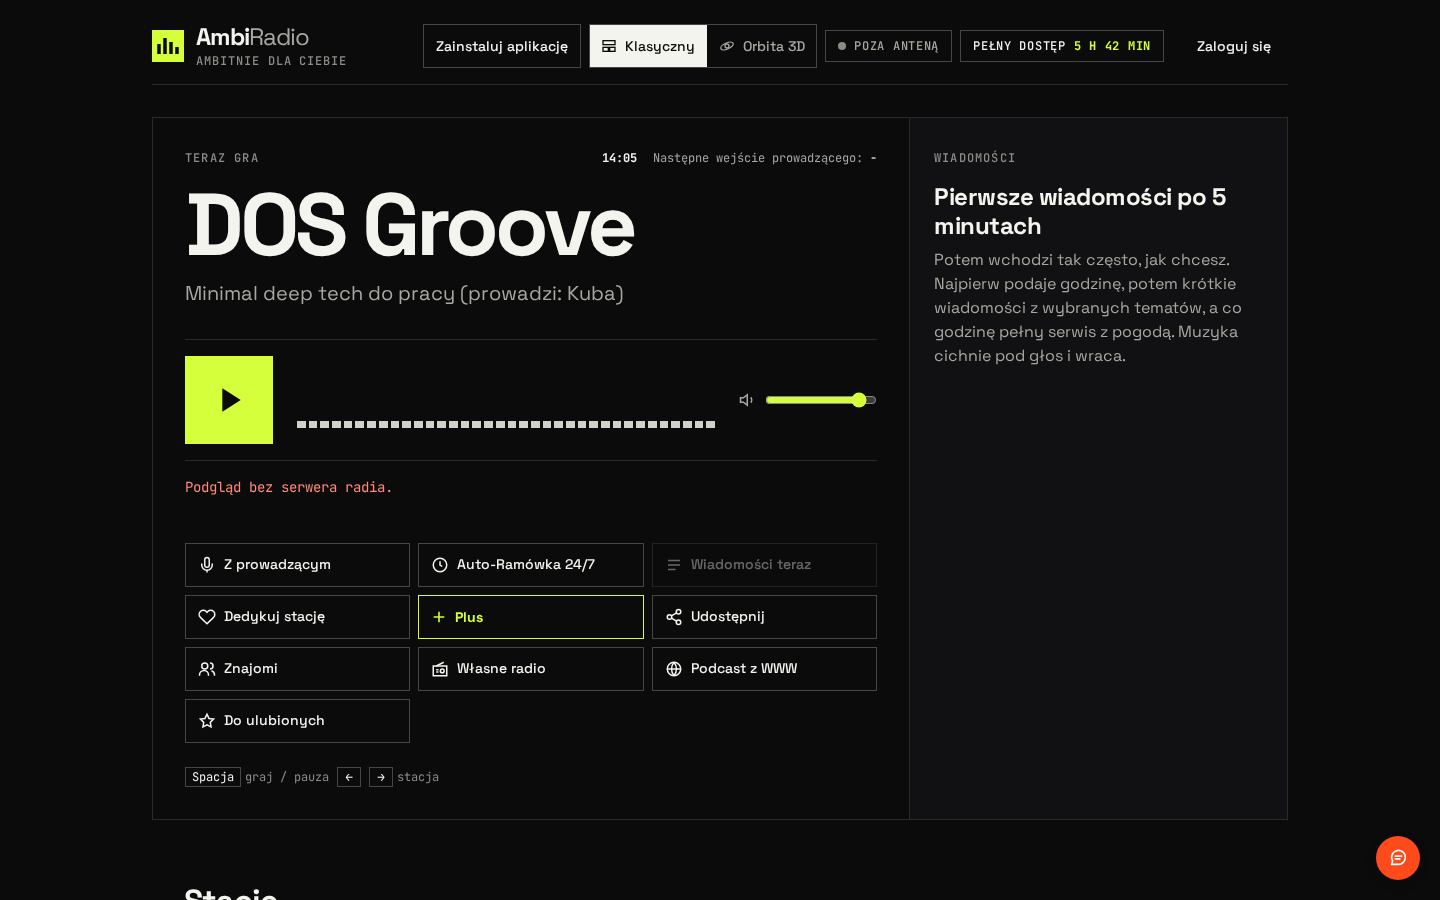 AmbiRadio
AMBITNIE DLA CIEBIE
Zainstaluj aplikację
Klasyczny
Orbita 3D
POZA ANTENĄ
PEŁNY DOSTĘP 5 H 42 MIN
Zaloguj się
TERAZ GRA
14:05 Następne wejście prowadzącego: -
DOS Groove
Minimal deep tech do pracy (prowadzi: Kuba)
Podgląd bez serwera radia.
Z prowadzącym
Auto-Ramówka 24/7
Wiadomości teraz
Dedykuj stację
Plus
Udostępnij
Znajomi
Własne radio
Podcast z WWW
Do ulubionych
Spacja graj / pauza ← → stacja
WIADOMOŚCI
Pierwsze wiadomości po 5
minutach
Potem wchodzi tak często, jak chcesz.
Najpierw podaje godzinę, potem krótkie
wiadomości z wybranych tematów, a co
godzinę pełny serwis z pogodą. Muzyka
cichnie pod głos i wraca.
Stacje